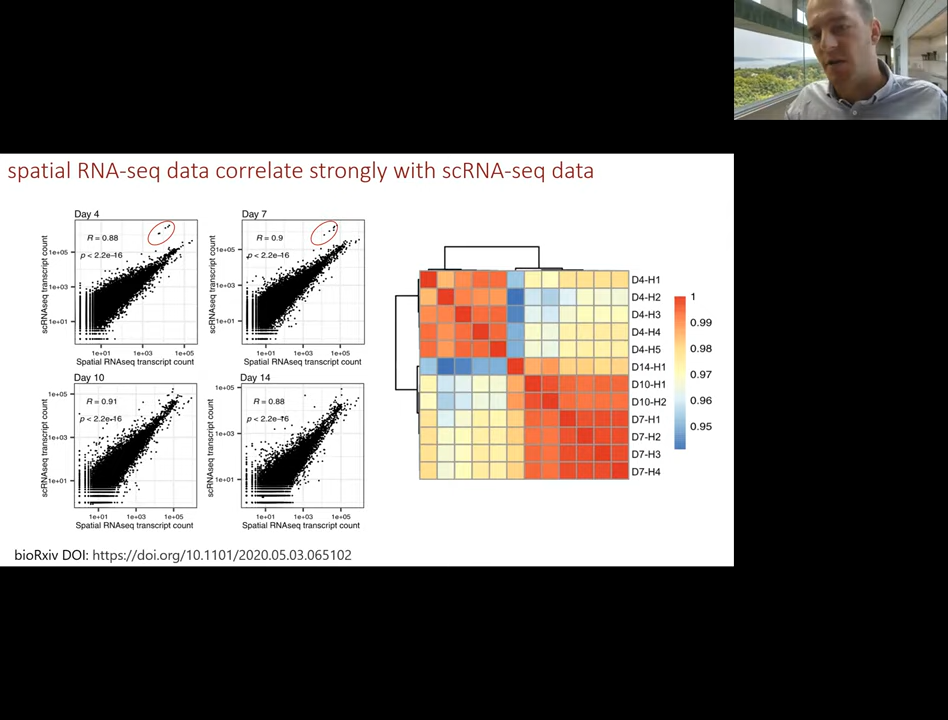 spatial RNA-seq data correlate strongly with scRNA-seq data
Day 4
scRNAseq transcript count
1e+05
1e+03
1e+01
R = 0.88
p < 2.2e-16
1e+01 1e+03 1e+05
Spatial RNAseq transcript count
Day 7
scRNAseq transcript count
1e+05
1e+03
1e+01
R = 0.9
p < 2.2e-16
1e+01 1e+03 1e+05
Spatial RNAseq transcript count
Day 10
scRNAseq transcript count
1e+05
1e+03
1e+01
R = 0.91
p < 2.2e-16
1e+01 1e+03 1e+05
Spatial RNAseq transcript count
Day 14
scRNAseq transcript count
1e+05
1e+03
1e+01
R = 0.88
p < 2.2e-16
1e+01 1e+03 1e+05
Spatial RNAseq transcript count
D4-H1
D4-H2
D4-H3
D4-H4
D4-H5
D14-H1
D10-H1
D10-H2
D7-H1
D7-H2
D7-H3
D7-H4
1
0.99
0.98
0.97
0.96
0.95
bioRxiv DOI: https://doi.org/10.1101/2020.05.03.065102